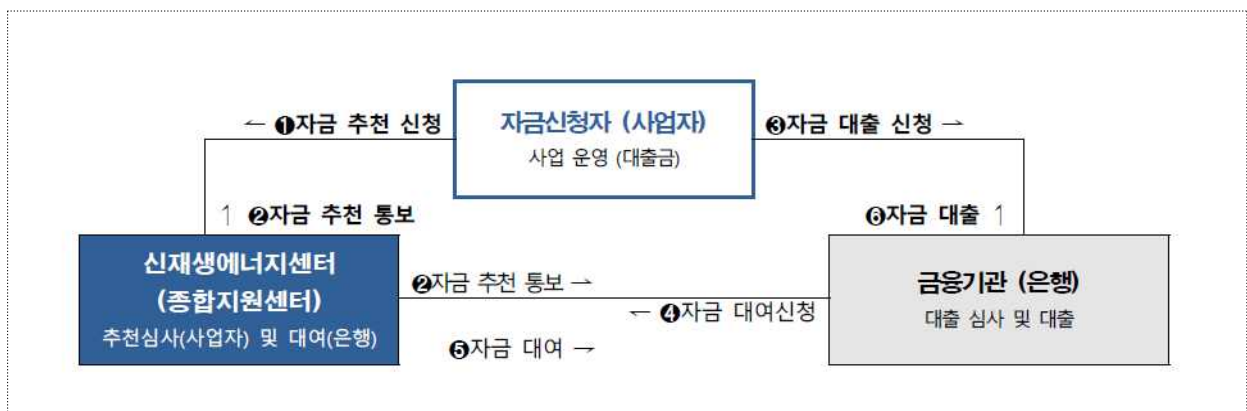 ← ❶자금 추천 신청
자금신청자 (사업자)
사업 운영 (대출금)
❸자금 대출 신청 →
↿ ❷자금 추천 통보
❻자금 대출 ↿
신재생에너지센터
(종합지원센터)
추천심사(사업자) 및 대여(은행)
❷자금 추천 통보 →
← ❹자금 대여신청
❺자금 대여 →
금융기관 (은행)
대출 심사 및 대출